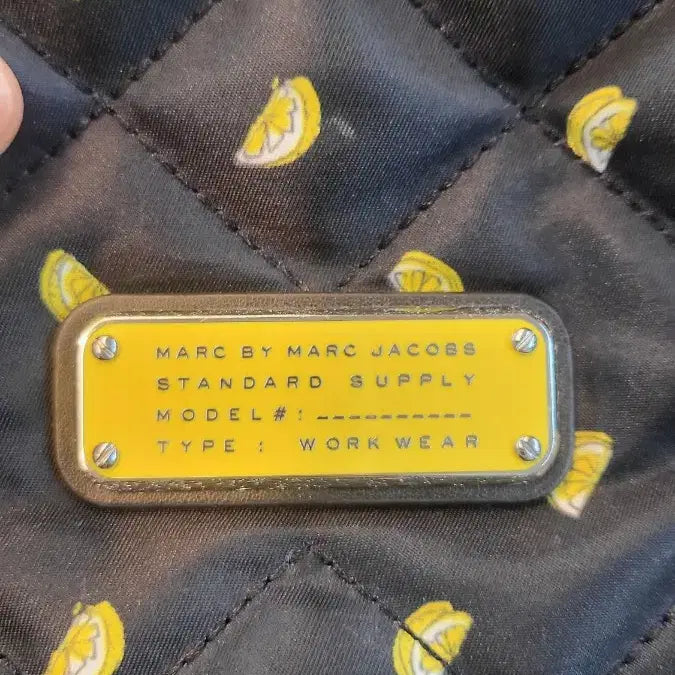 MARC BY MARC JACOBS
STANDARD SUPPLY
MODEL#: __________
TYPE : WORK WEAR